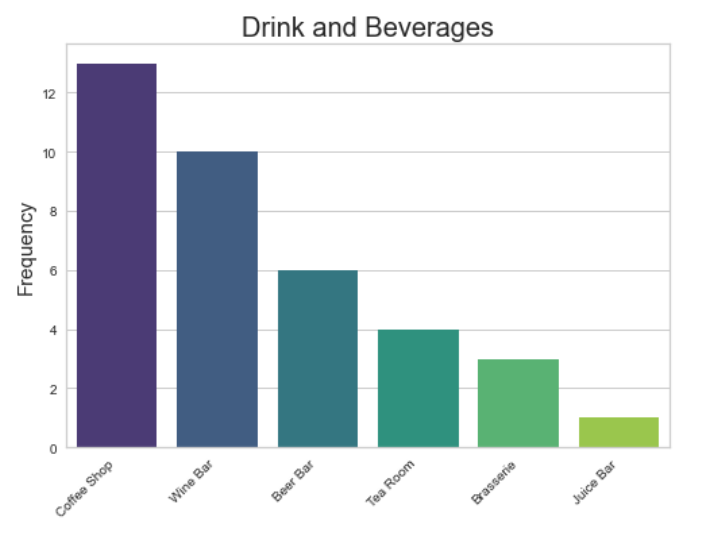 Drink and Beverages
Frequency
12
10
8
6
4
2
0
Coffee Shop
Wine Bar
Beer Bar
Tea Room
Brasserie
Juice Bar